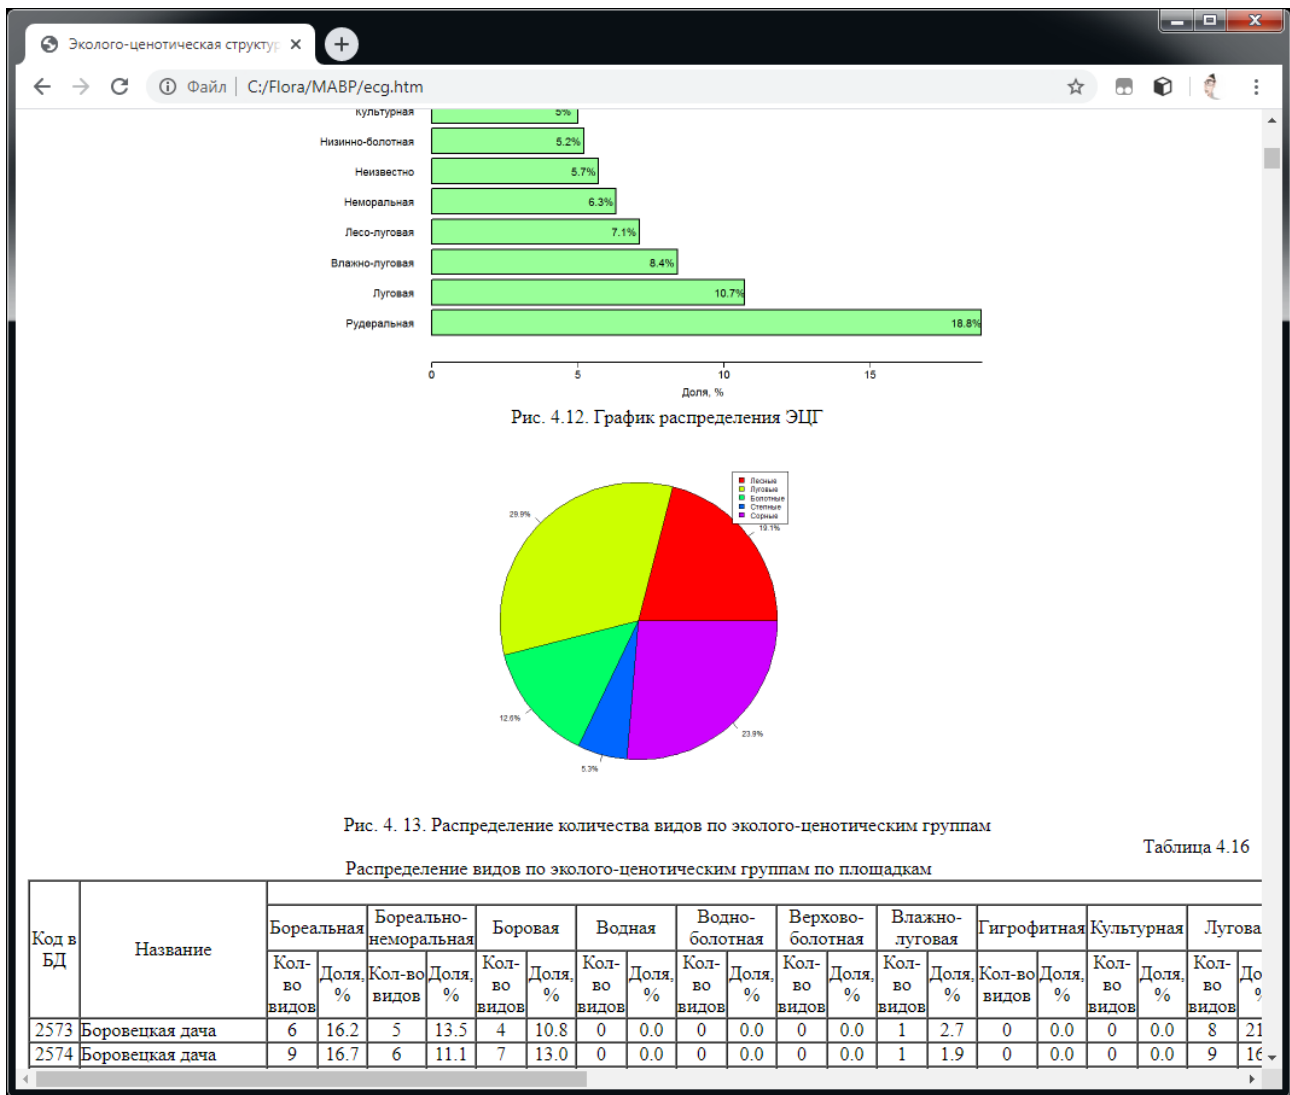 Эколого-ценотическая структур
Файл | C:/Flora/MABP/ecg.htm
Культурная 5%
Низинно-болотная 5.2%
Неизвестно 5.7%
Неморальная 6.3%
Лесо-луговая 7.1%
Влажно-луговая 8.4%
Луговая 10.7%
Рудеральная 18.8%
0 5 10 15
Доля, %
Рис. 4.12. График распределения ЭЦГ
Лесные
Луговые
Болотные
Степные
Сорные
29.9%
19.1%
12.6%
23.9%
5.3%
Рис. 4. 13. Распределение количества видов по эколого-ценотическим группам
Таблица 4.16
Распределение видов по эколого-ценотическим группам по площадкам
Код в БД Название Бореальная Бореально-неморальная Боровая Водная Водно-болотная Верхово-болотная Влажно-луговая Гигрофитная Культурная Лугова
Кол-во видов Доля, % Кол-во видов Доля, % Кол-во видов Доля, % Кол-во видов Доля, % Кол-во видов Доля, % Кол-во видов Доля, % Кол-во видов Доля, % Кол-во видов Доля, % Кол-во видов Доля, % Кол-во видов До %
2573 Боровецкая дача 6 16.2 5 13.5 4 10.8 0 0.0 0 0.0 0 0.0 1 2.7 0 0.0 0 0.0 8 21
2574 Боровецкая дача 9 16.7 6 11.1 7 13.0 0 0.0 0 0.0 0 0.0 1 1.9 0 0.0 0 0.0 9 16